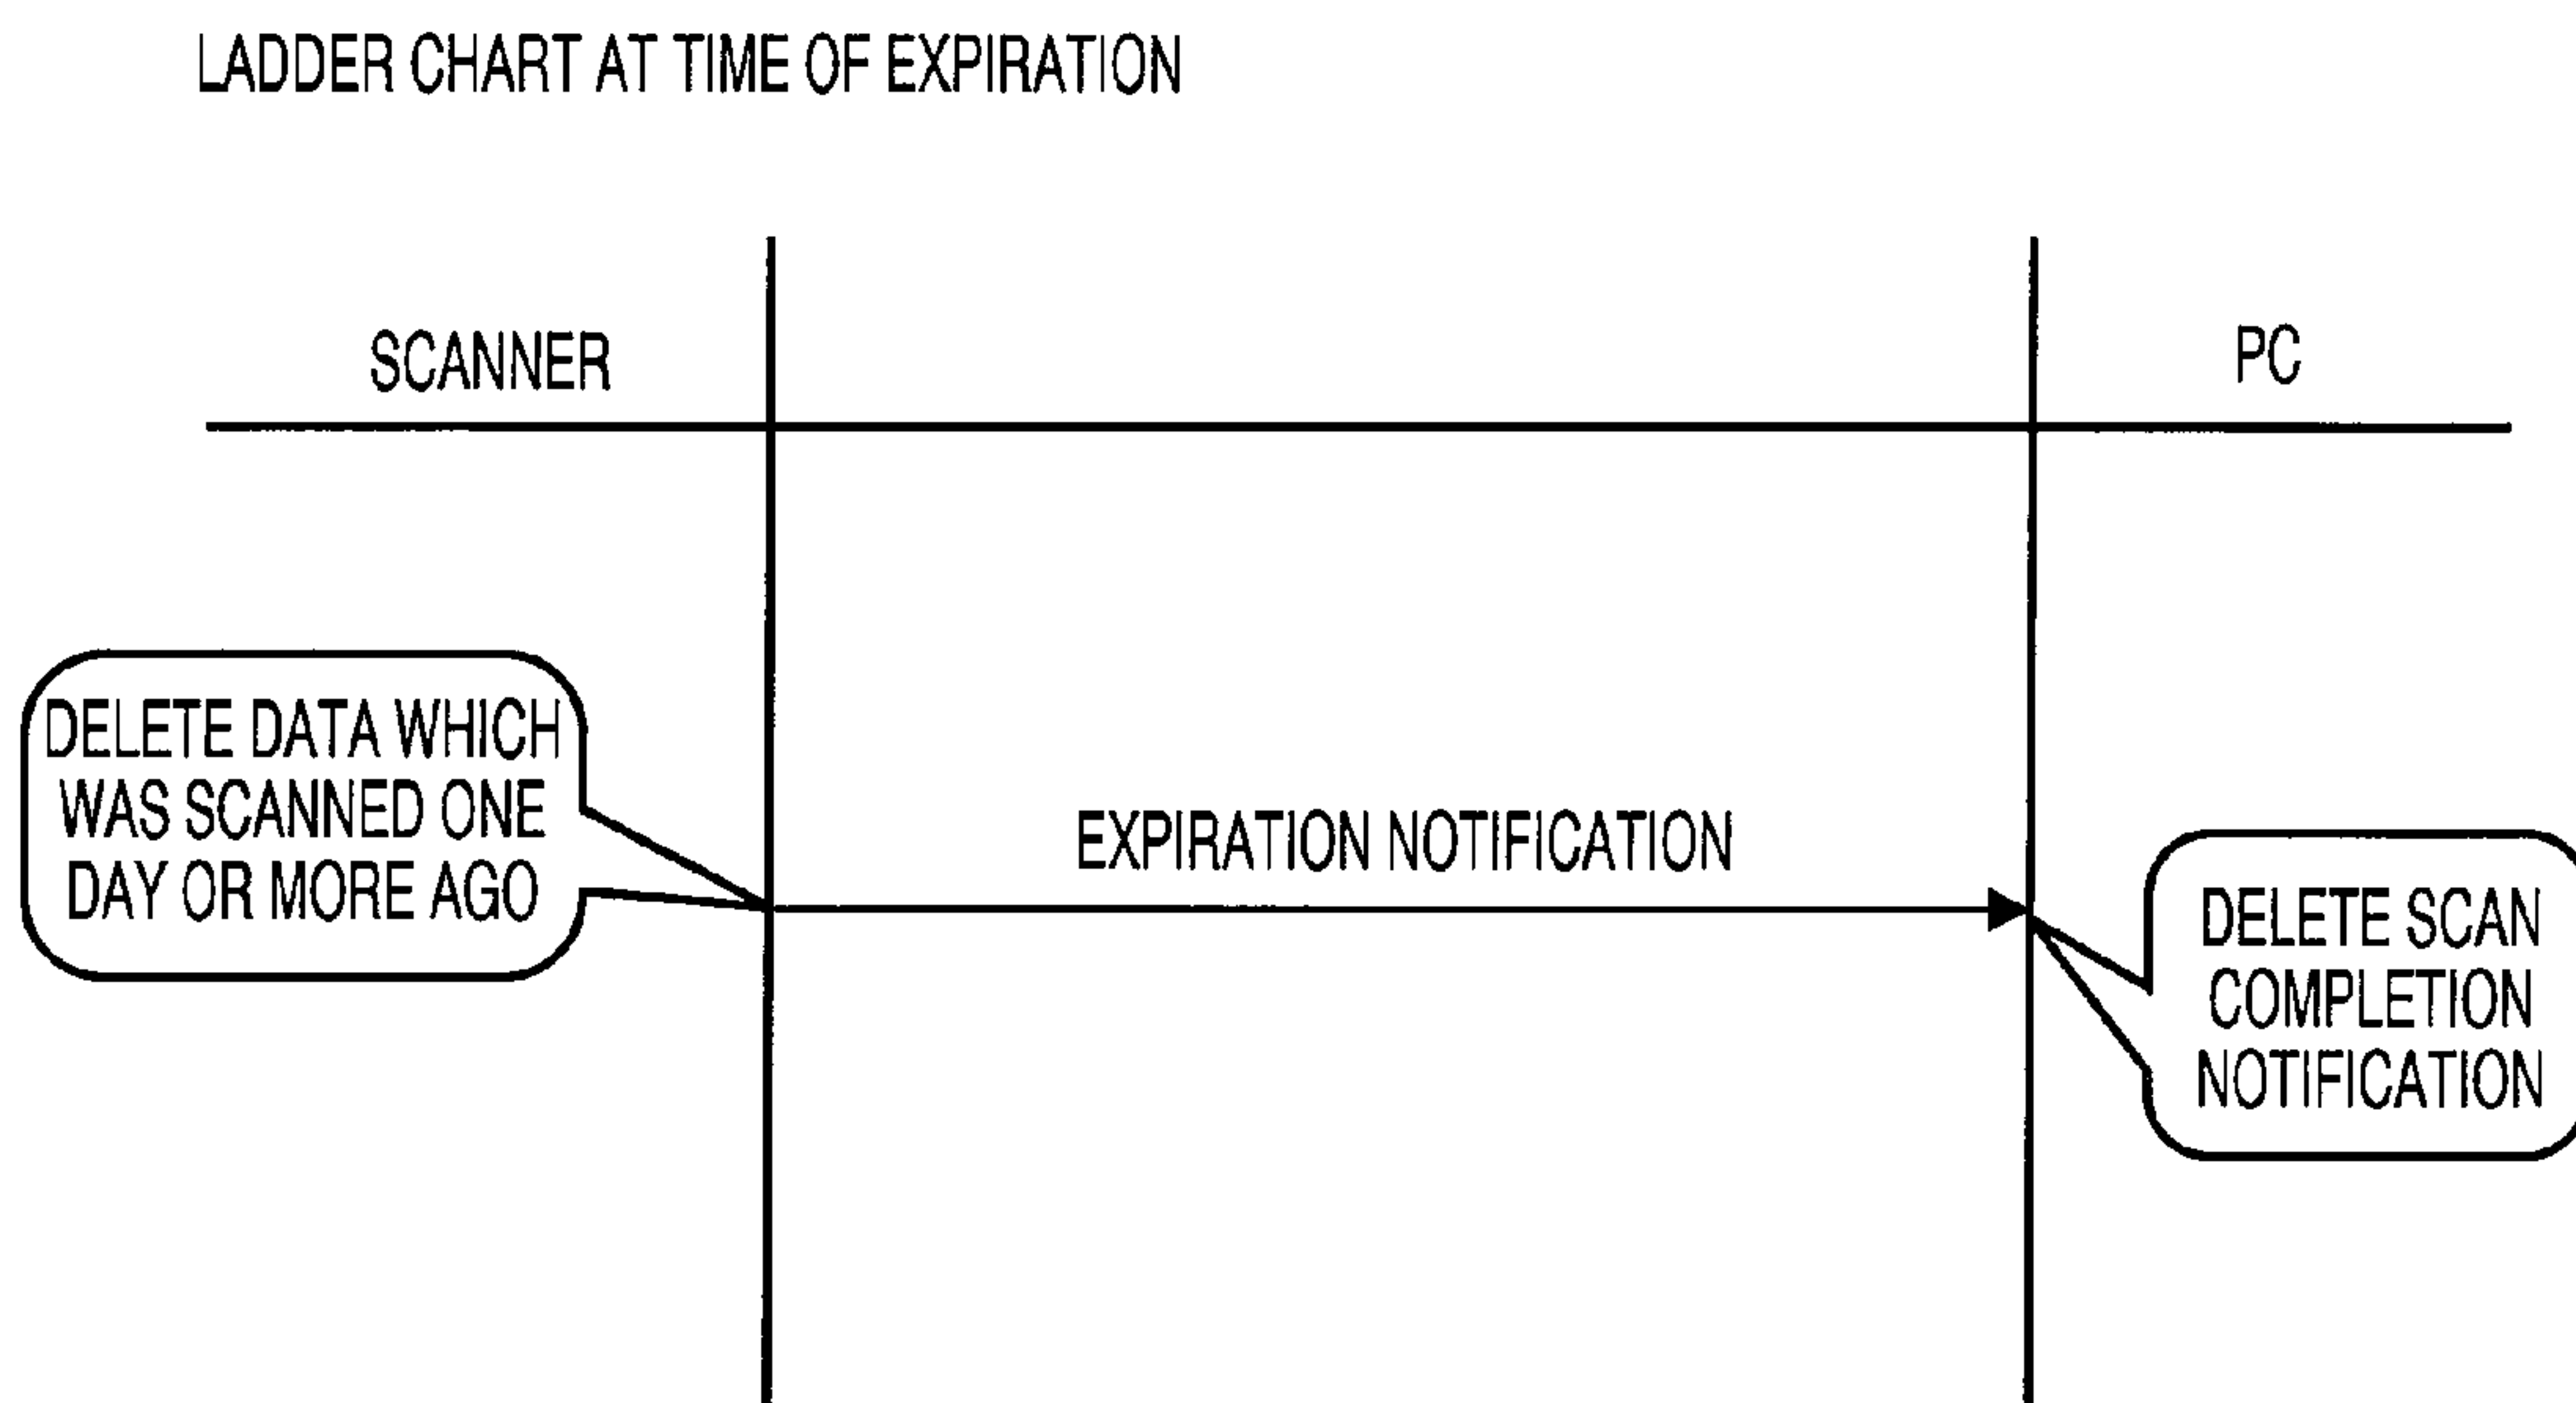 LADDER CHART AT TIME OF EXPIRATION
SCANNER
PC
DELETE DATA WHICH
WAS SCANNED ONE
DAY OR MORE AGO
EXPIRATION NOTIFICATION
DELETE SCAN
COMPLETION
NOTIFICATION